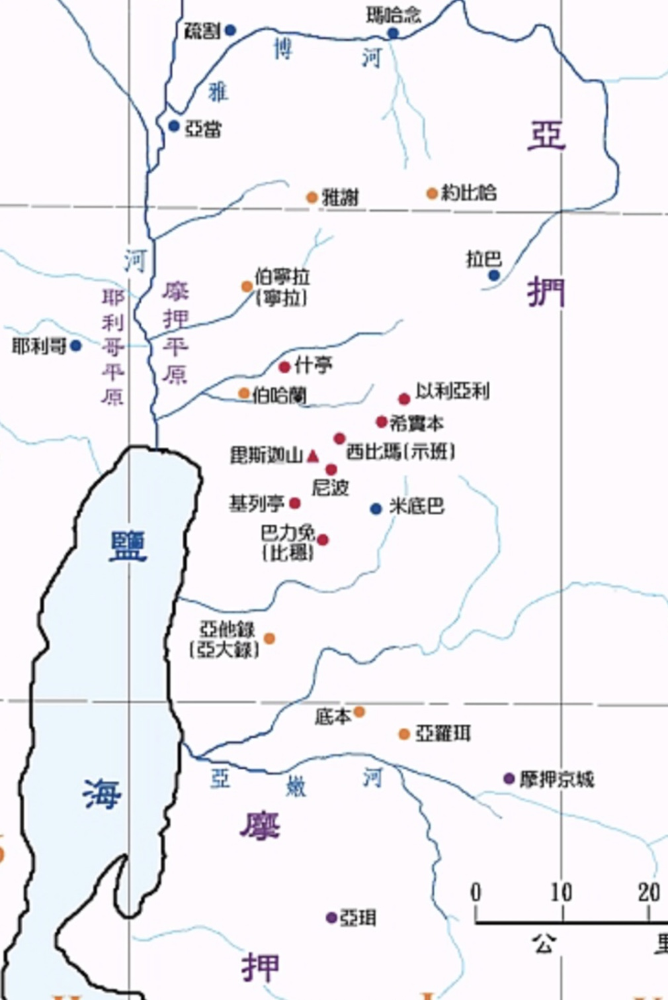 瑪哈念
疏割
博
河
雅
亞當
亞
雅謝
約比哈
拉巴
河
伯寧拉
(寧拉)
捫
摩押平原
耶利哥平原
耶利哥
什亭
伯哈蘭
以利亞利
希實本
西比瑪(示班)
毘斯迦山
尼波
基列亭
米底巴
巴力免
(比穩)
鹽
亞他錄
(亞大錄)
底本
亞羅珥
亞
嫩
河
摩押京城
海
摩
0
10
20
亞珥
公
里
押